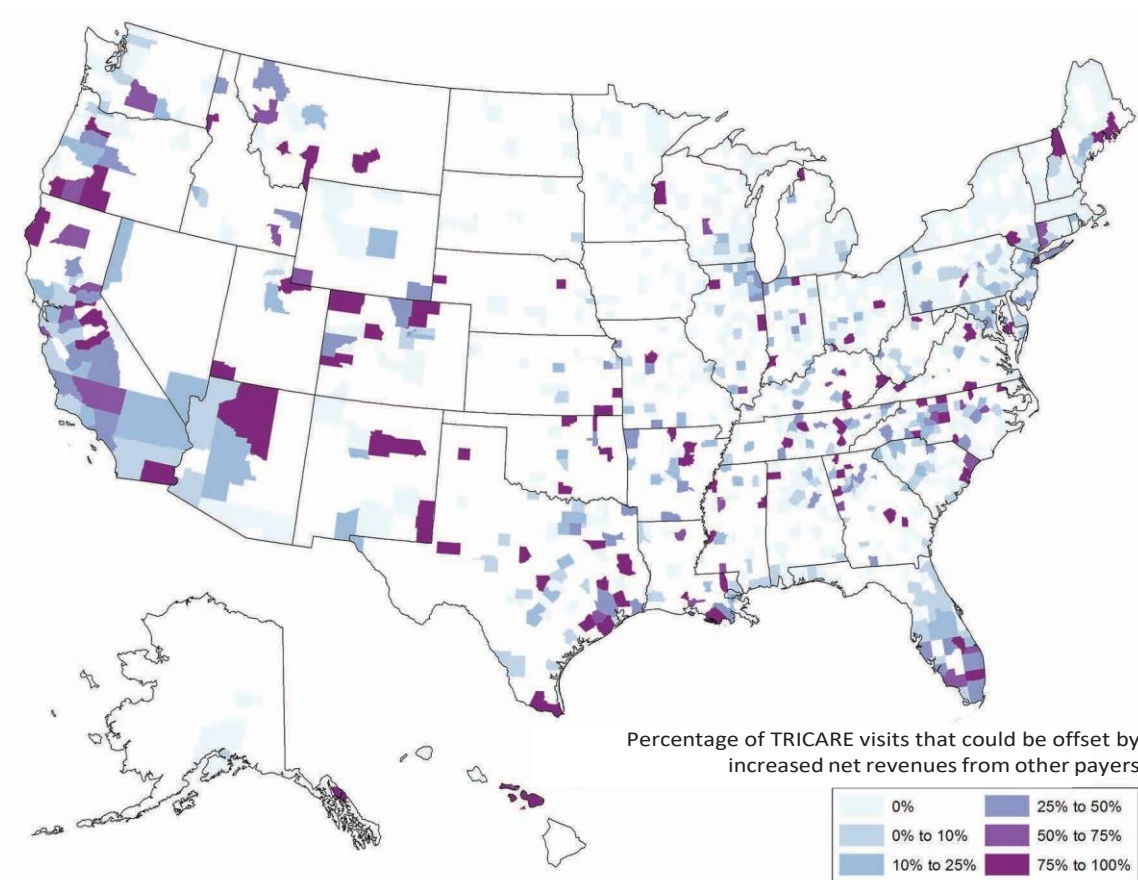 Percentage of TRICARE visits that could be offset by
increased net revenues from other payers
0%
0% to 10%
10% to 25%
25% to 50%
50% to 75%
75% to 100%